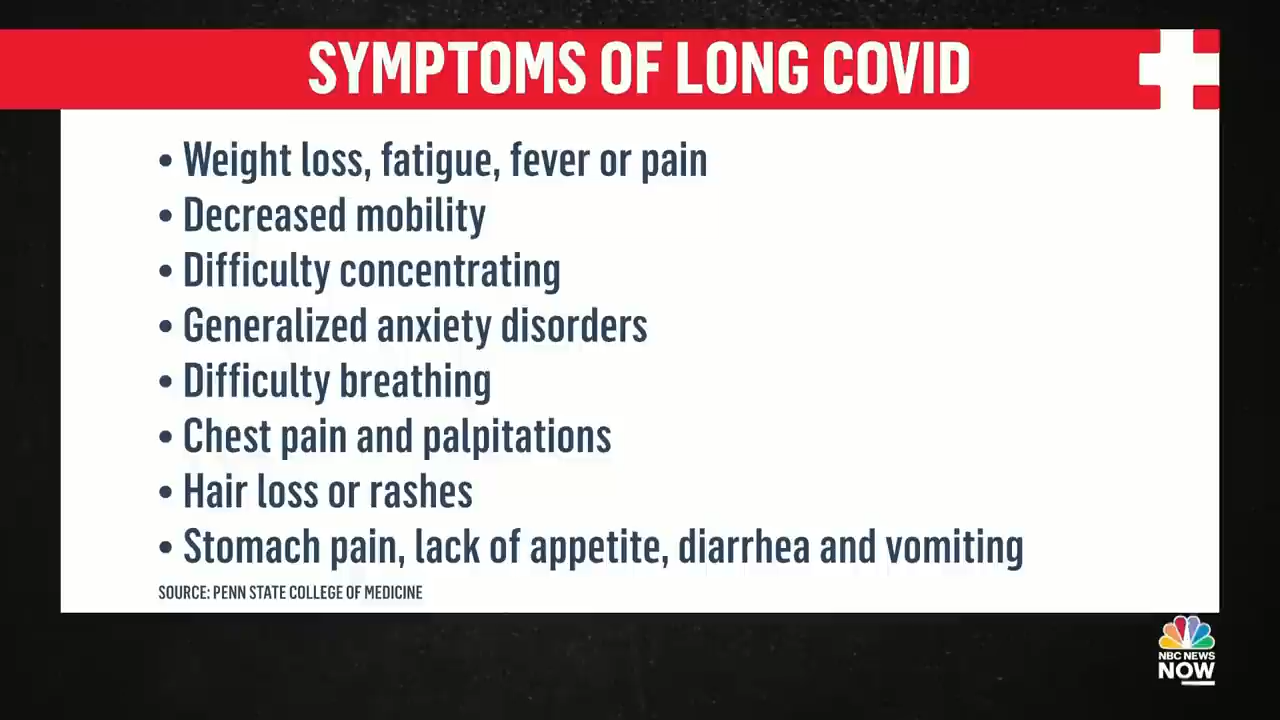 SYMPTOMS OF LONG COVID
• Weight loss, fatigue, fever or pain
• Decreased mobility
• Difficulty concentrating
• Generalized anxiety disorders
• Difficulty breathing
• Chest pain and palpitations
• Hair loss or rashes
• Stomach pain, lack of appetite, diarrhea and vomiting
SOURCE: PENN STATE COLLEGE OF MEDICINE
NBC NEWS
NOW